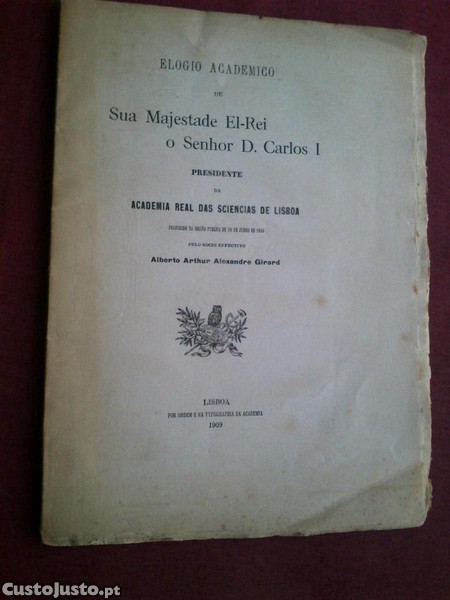 ELOGIO ACADEMICO
DE
Sua Majestade El-Rei
o Senhor D. Carlos I
PRESIDENTE
DA
ACADEMIA REAL DAS SCIENCIAS DE LISBOA
PELO SOCIO EFFECTIVO
Alberto Arthur Alexandre Girard
LISBOA
POR ORDEM E NA TYPOGRAPHIA DA ACADEMIA
1909
CustoJusto.pt